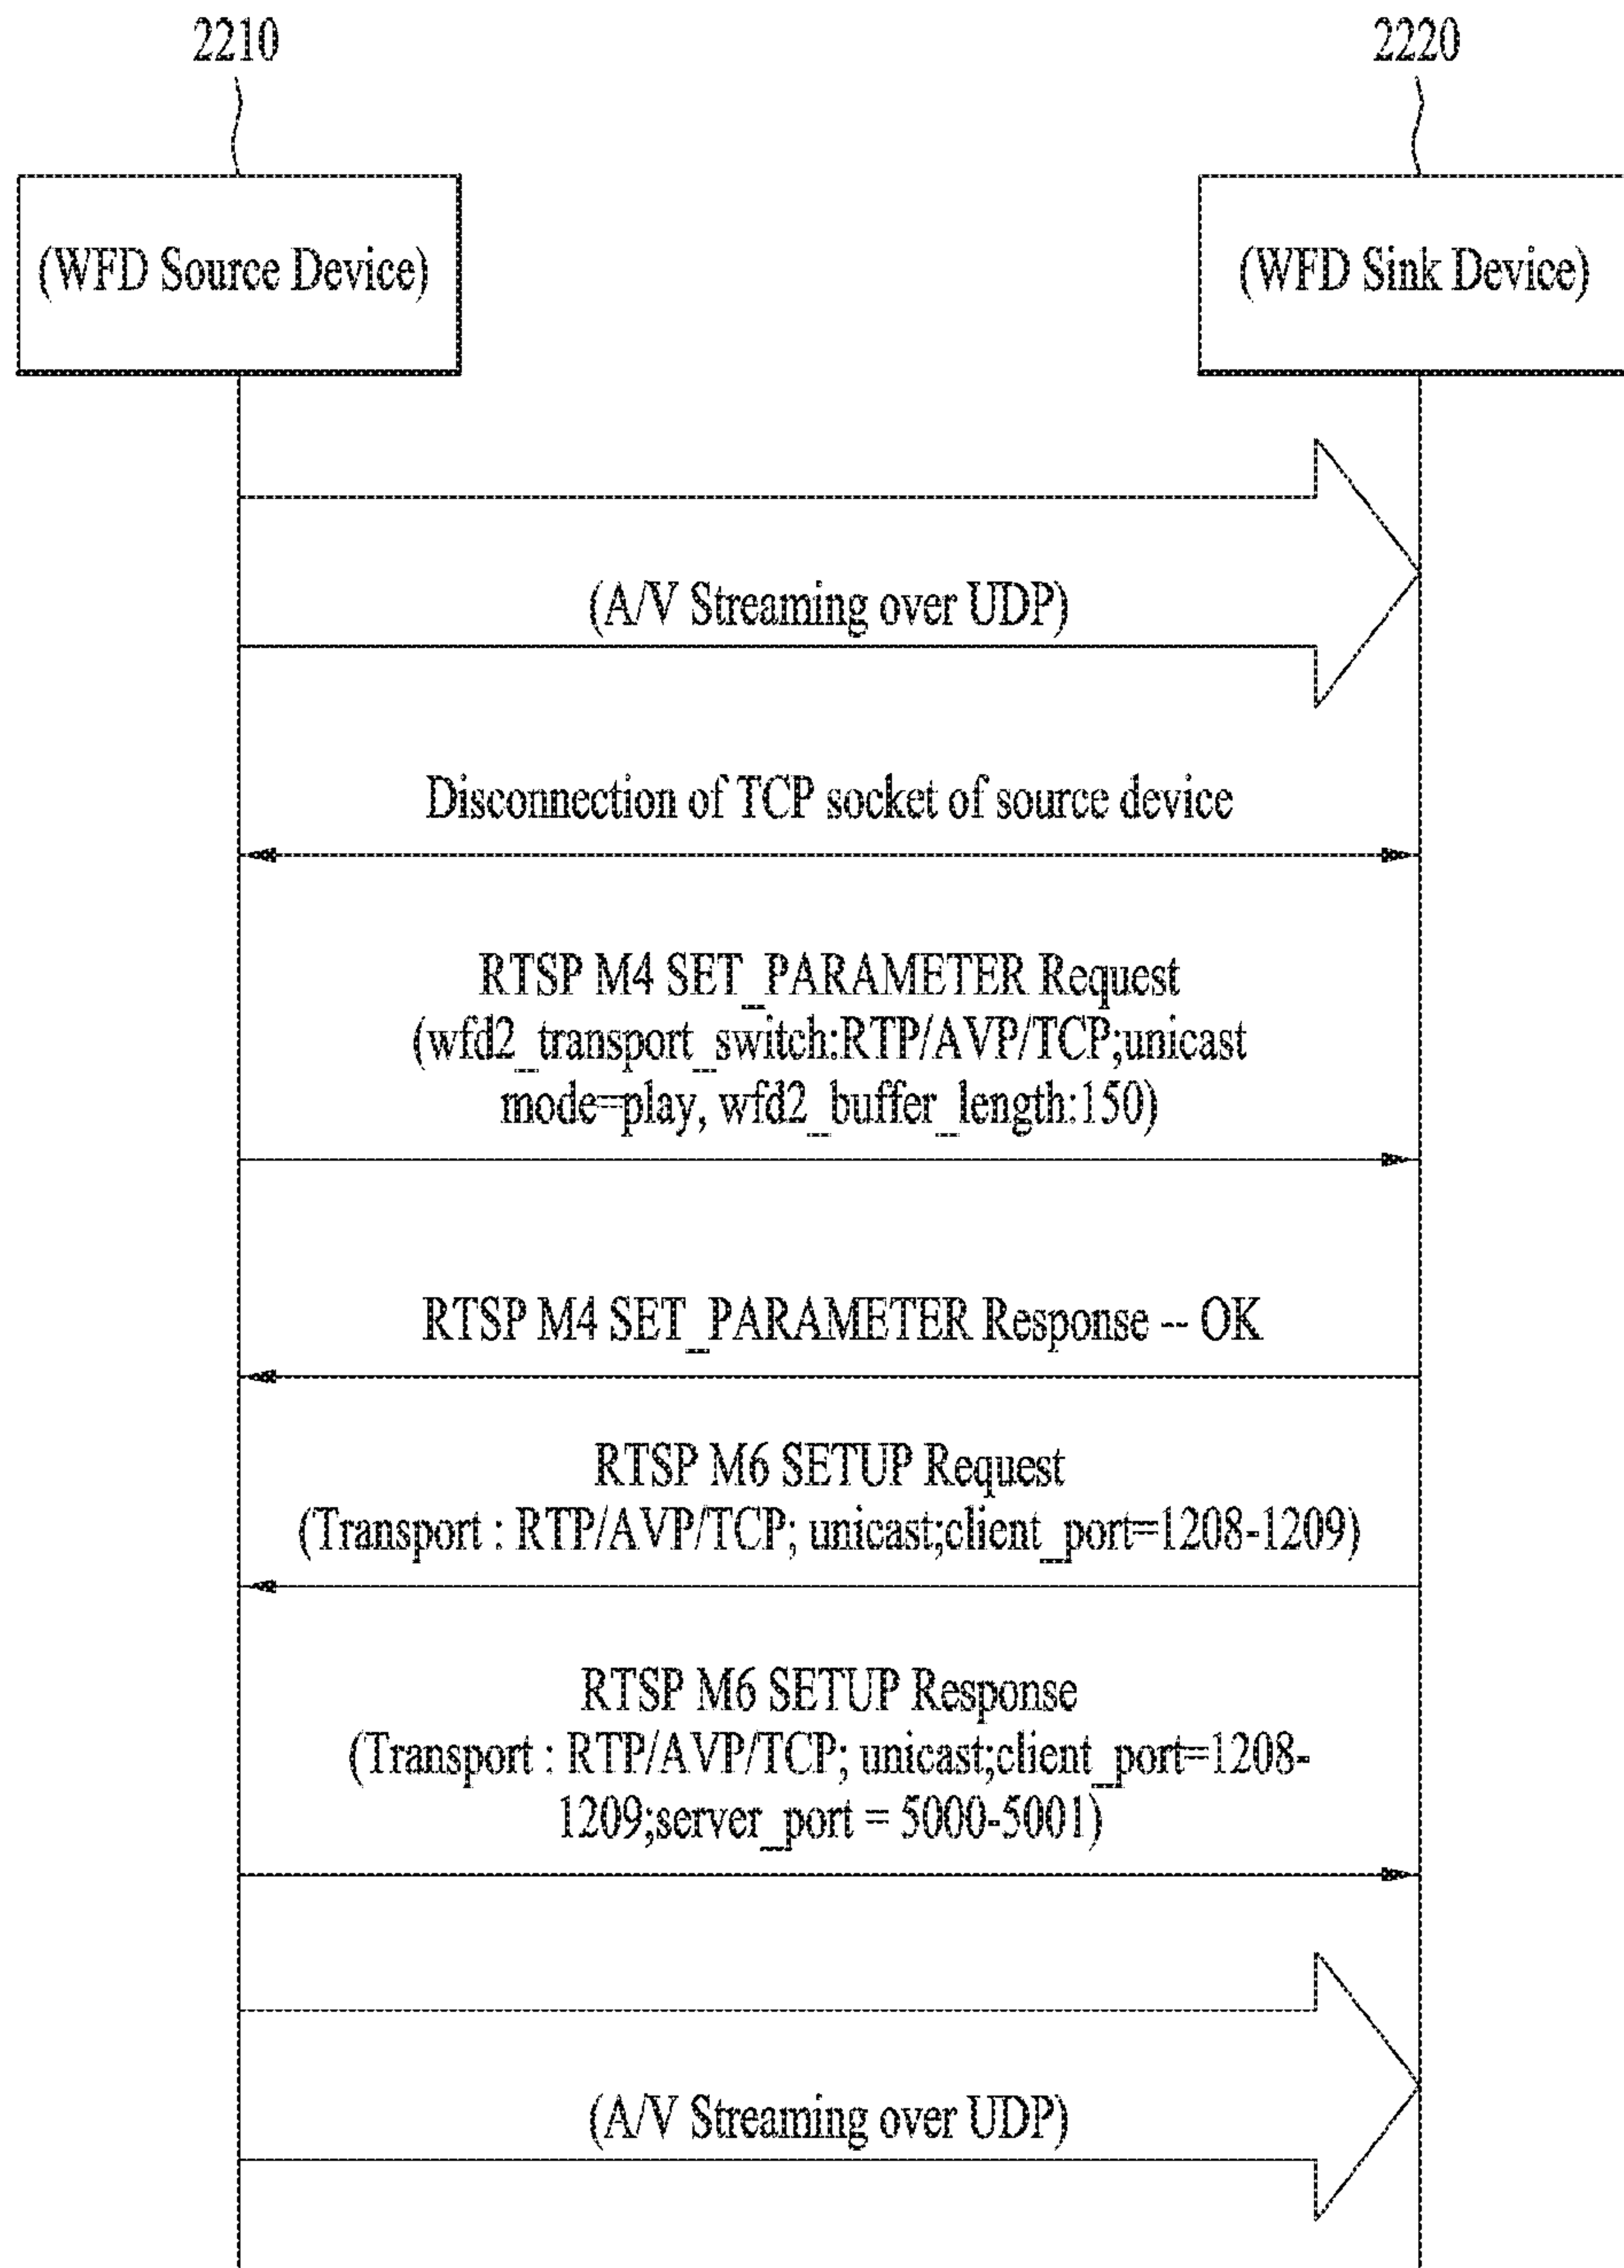 2210
2220
(WFD Source Device)
(WFD Sink Device)
(A/V Streaming over UDP)
Disconnection of TCP socket of source device
RTSP M4 SET_PARAMETER Request
(wfd2_transport_switch:RTP/AVP/TCP;unicast
mode=play, wfd2_buffer_length:150)
RTSP M4 SET_PARAMETER Response -- OK
RTSP M6 SETUP Request
(Transport : RTP/AVP/TCP; unicast;client_port=1208-1209)
RTSP M6 SETUP Response
(Transport : RTP/AVP/TCP; unicast;client_port=1208-
1209;server_port = 5000-5001)
(A/V Streaming over UDP)